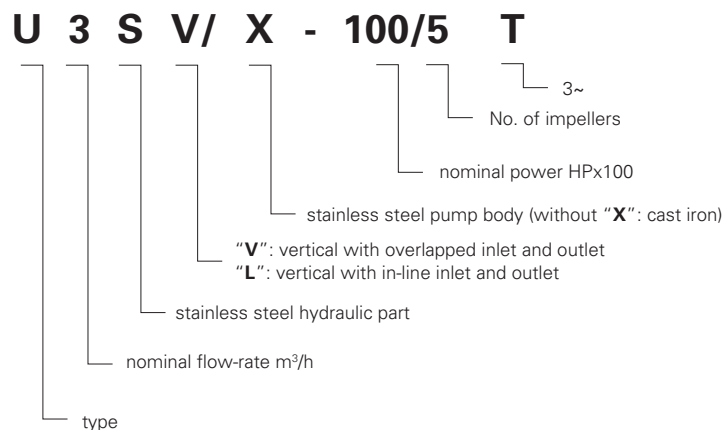 U 3 S V/ X - 100/5 T
3~
No. of impellers
nominal power HPx100
stainless steel pump body (without “X”: cast iron)
“V”: vertical with overlapped inlet and outlet
“L”: vertical with in-line inlet and outlet
stainless steel hydraulic part
nominal flow-rate m³/h
type